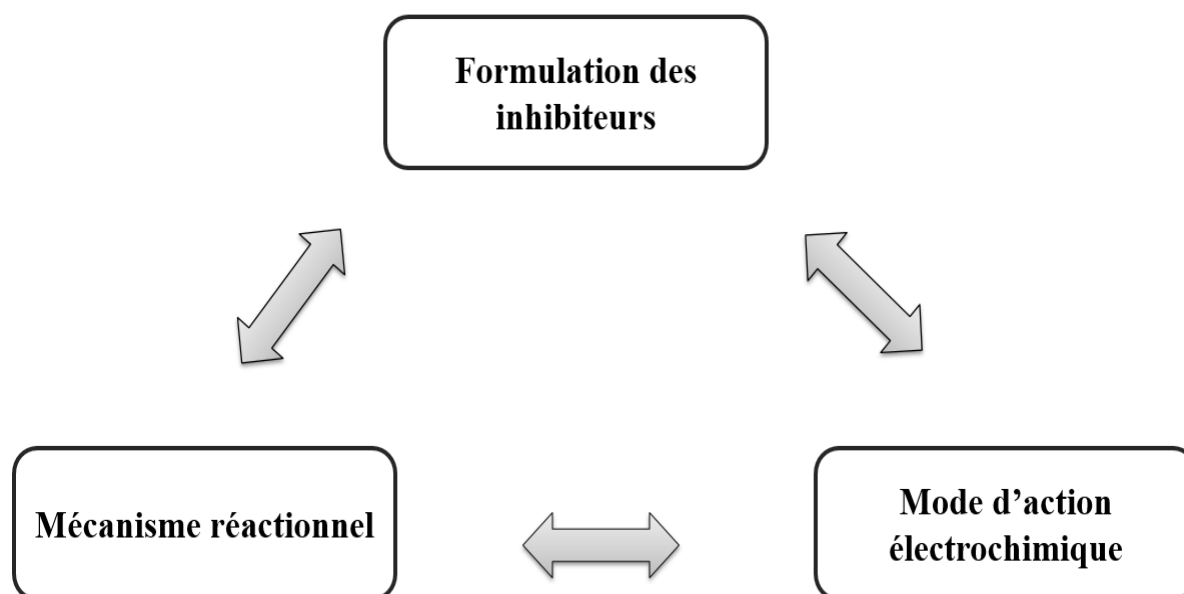 Formulation des
inhibiteurs
Mécanisme réactionnel
Mode d’action
électrochimique